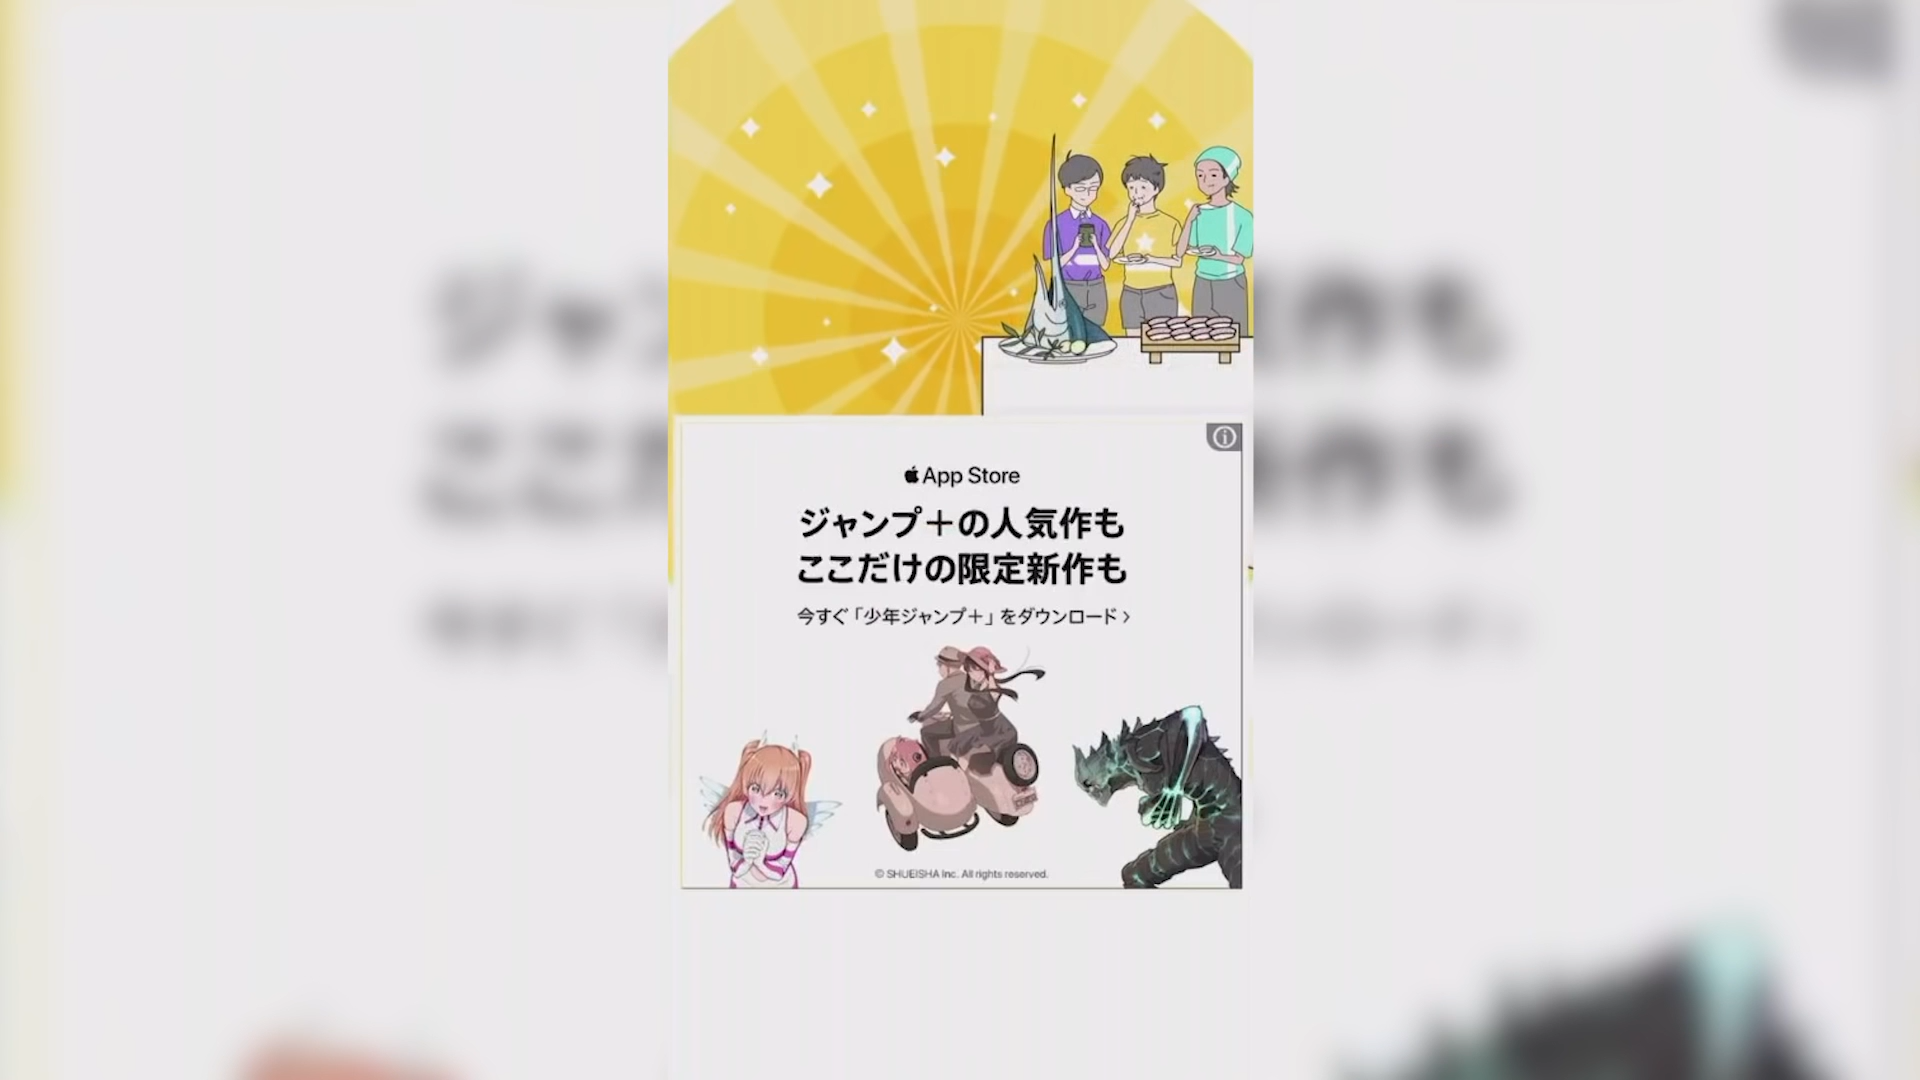 App Store
ジャンプ＋の人気作も
ここだけの限定新作も
今すぐ「少年ジャンプ＋」をダウンロード ›
© SHUEISHA Inc. All rights reserved.